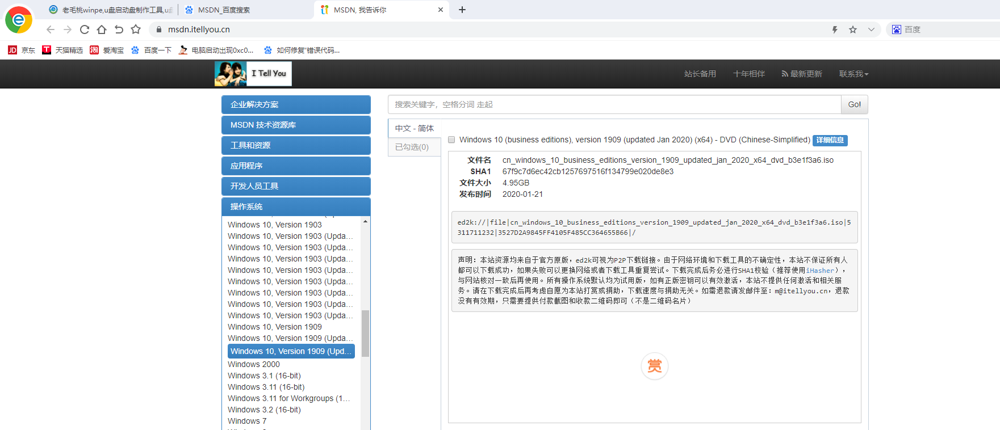 老毛桃winpe,u盘启动盘制作工具,u盘
MSDN_百度搜索
MSDN, 我告诉你
msdn.itellyou.cn
百度
JD 京东
T 天猫精选
淘 爱淘宝
百度一下
电脑启动出现0xc0...
如何修复“错误代码...
I Tell You
站长备用
十年相伴
最新更新
联系我
企业解决方案
MSDN 技术资源库
工具和资源
应用程序
开发人员工具
操作系统
Windows 10, Version 1903
Windows 10, Version 1903 (Upda...
Windows 10, Version 1903 (Upda...
Windows 10, Version 1903 (Upda...
Windows 10, Version 1903 (Upda...
Windows 10, Version 1903 (Upda...
Windows 10, Version 1903 (Upda...
Windows 10, Version 1903 (Upda...
Windows 10, Version 1903 (Upda...
Windows 10, Version 1909
Windows 10, Version 1909 (Upda...
Windows 10, Version 1909 (Upd...
Windows 2000
Windows 3.1 (16-bit)
Windows 3.11 (16-bit)
Windows 3.11 for Workgroups (1...
Windows 3.2 (16-bit)
Windows 7
搜索关键字，空格分词 走起
Go!
中文 - 简体
已勾选(0)
Windows 10 (business editions), version 1909 (updated Jan 2020) (x64) - DVD (Chinese-Simplified) 详细信息
文件名 cn_windows_10_business_editions_version_1909_updated_jan_2020_x64_dvd_b3e1f3a6.iso
SHA1 67f9c7d6ec42cb1257697516f134799e020de8e3
文件大小 4.95GB
发布时间 2020-01-21
ed2k://|file|cn_windows_10_business_editions_version_1909_updated_jan_2020_x64_dvd_b3e1f3a6.iso|5
311711232|3527D2A9845FF4105F485CC364655B66|/
声明：本站资源均来自于官方原版，ed2k可视为P2P下载链接。由于网络环境和下载工具的不确定性，本站不保证所有人
都可以下载成功，如果失败可以更换网络或者下载工具重复尝试。下载完成后务必进行SHA1校验（推荐使用iHasher），
与网站核对一致后再使用。所有操作系统默认均为试用版，如有正版密钥可以有效激活，本站不提供任何激活和相关服
务。请在下载完成后再考虑自愿为本站打赏或捐助，下载速度与捐助无关。如需退款请发邮件至：m@itellyou.cn，退款
没有有效期，只需要提供付款截图和收款二维码即可（不是二维码名片）
赏